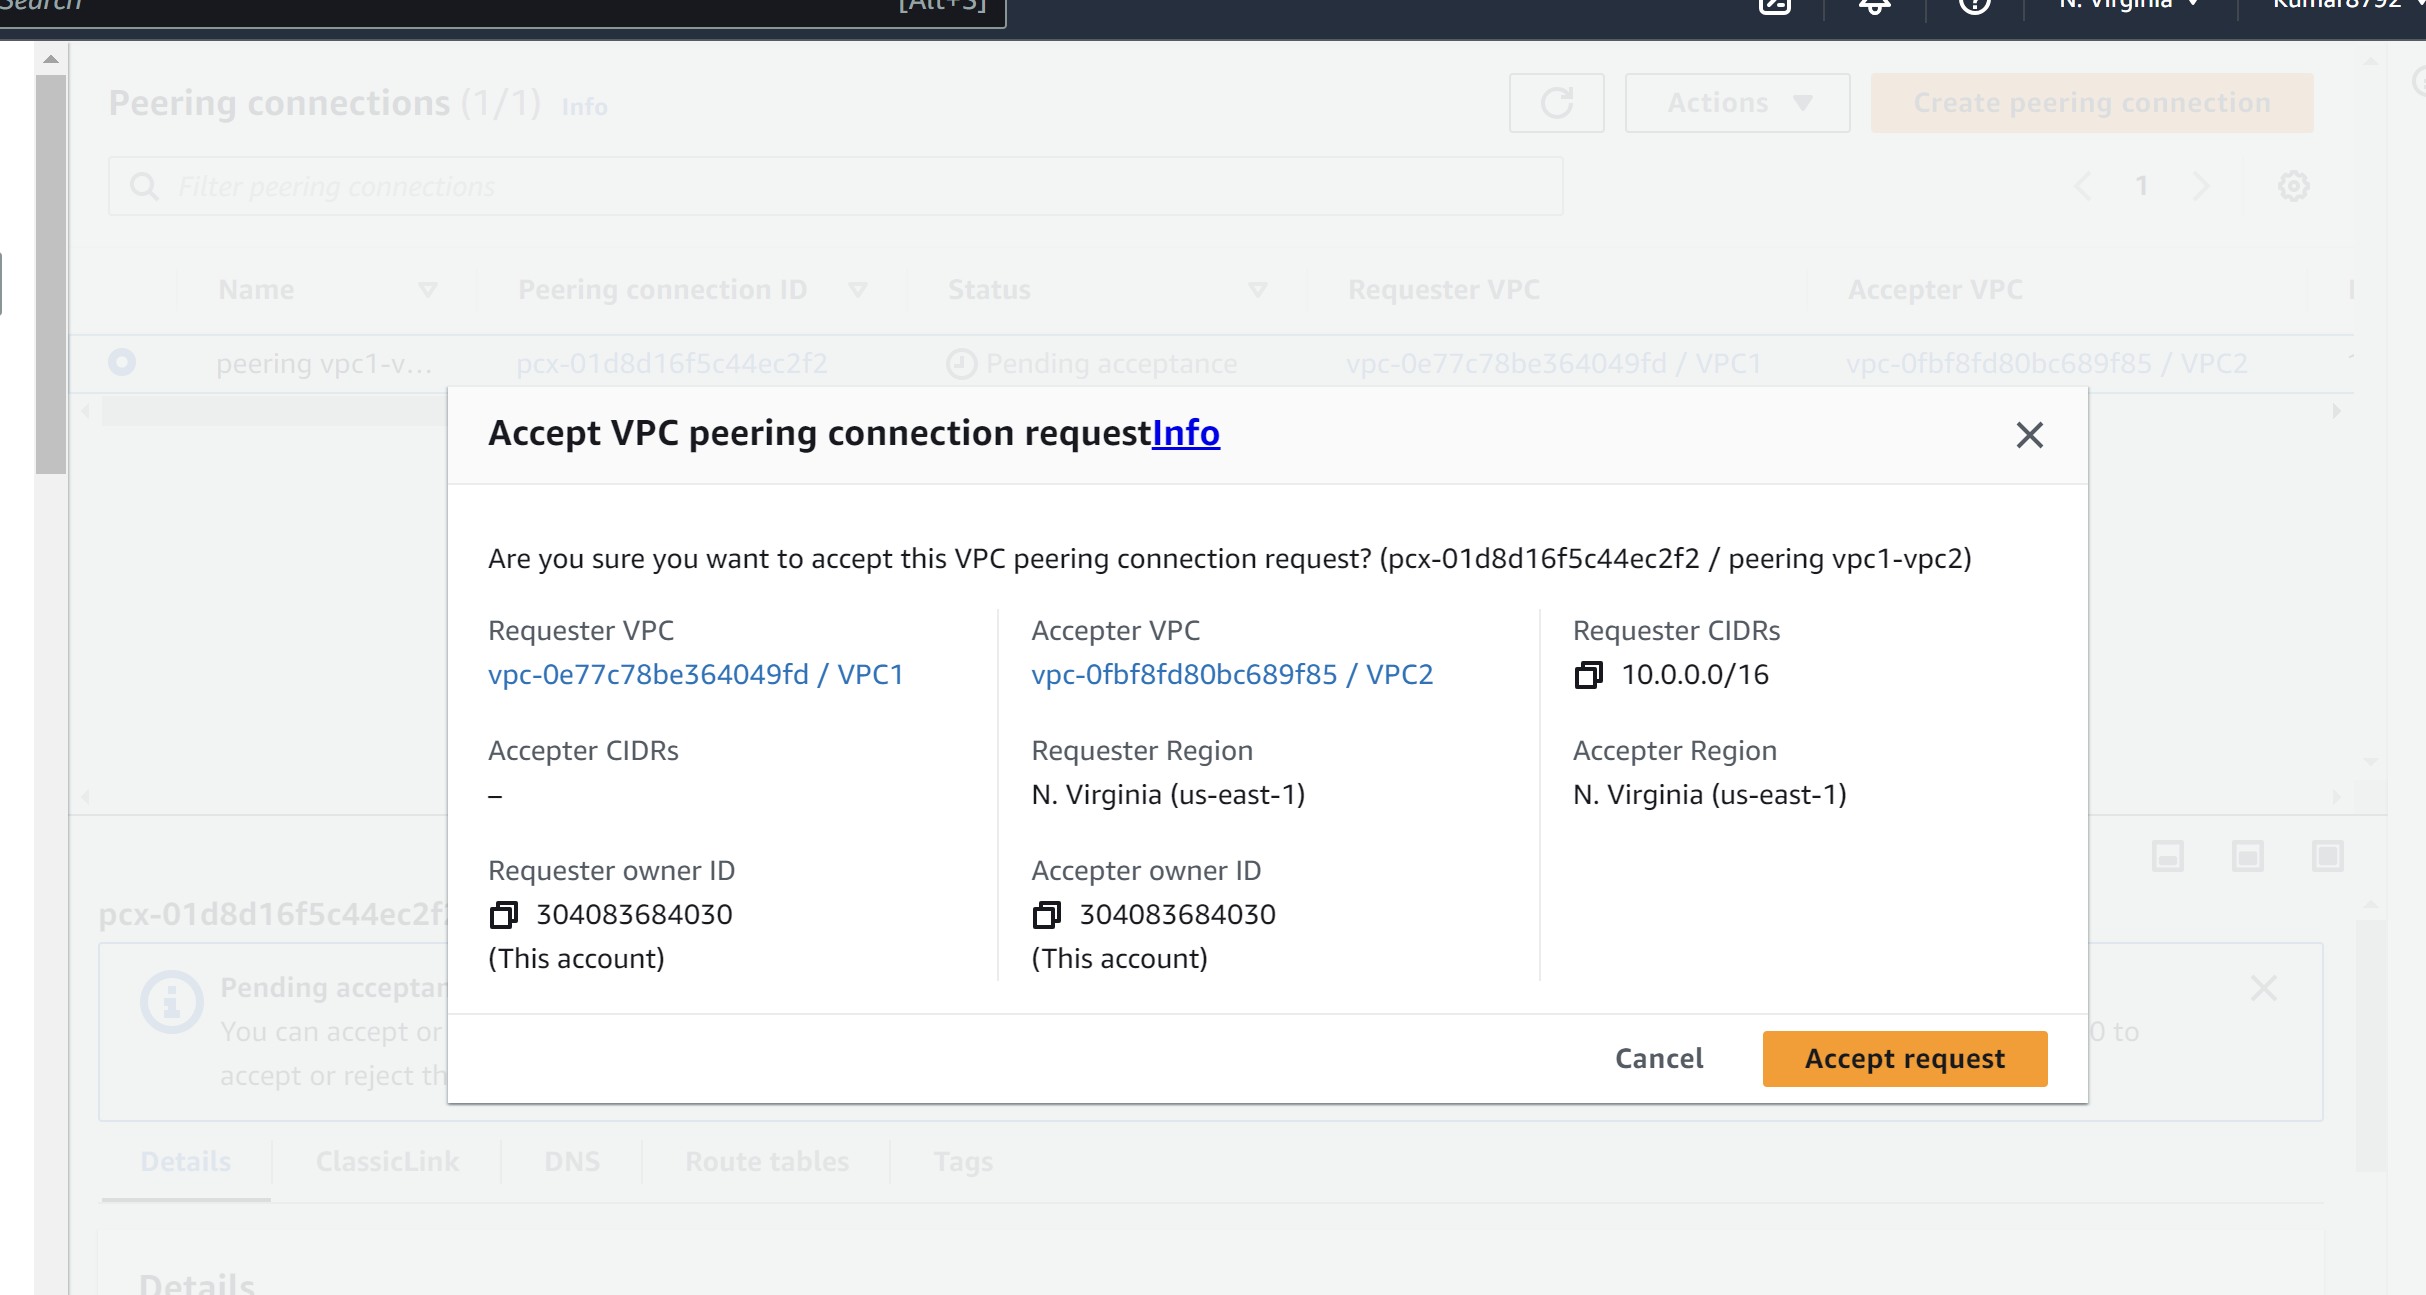 Search
[Alt+S]
N. Virginia
Kumar8792
Peering connections (1/1) Info
Actions
Create peering connection
Filter peering connections
1
Name
Peering connection ID
Status
Requester VPC
Accepter VPC
peering vpc1-v...
pcx-01d8d16f5c44ec2f2
Pending acceptance
vpc-0e77c78be364049fd / VPC1
vpc-0fbf8fd80bc689f85 / VPC2
Accept VPC peering connection requestInfo
Are you sure you want to accept this VPC peering connection request? (pcx-01d8d16f5c44ec2f2 / peering vpc1-vpc2)
Requester VPC
vpc-0e77c78be364049fd / VPC1
Accepter VPC
vpc-0fbf8fd80bc689f85 / VPC2
Requester CIDRs
10.0.0.0/16
Accepter CIDRs
–
Requester Region
N. Virginia (us-east-1)
Accepter Region
N. Virginia (us-east-1)
Requester owner ID
304083684030
(This account)
Accepter owner ID
304083684030
(This account)
Cancel
Accept request
pcx-01d8d16f5c44ec2f2
Pending acceptan
You can accept or
0 to
accept or reject th
Details
ClassicLink
DNS
Route tables
Tags
Details